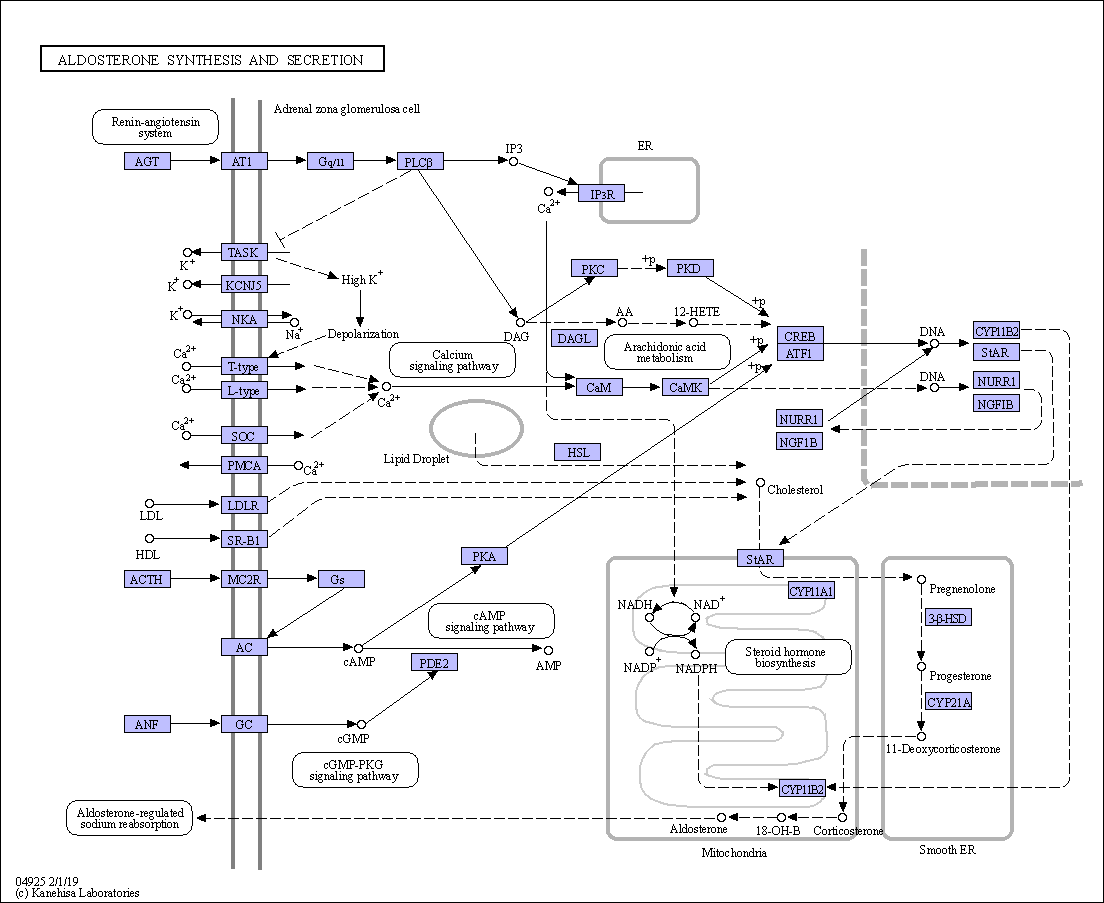 ALDOSTERONE SYNTHESIS AND SECRETION
Adrenal zona glomerulosa cell
Renin-angiotensin
system
AGT
AT1
Gq/11
PLCβ
IP3
ER
IP3R
Ca2+
TASK
K+
High K+
KCNJ5
K+
NKA
K+
Na+
Depolarization
PKC
+p
PKD
+p
DAG
AA
12-HETE
DAGL
Arachidonic acid
metabolism
CREB
ATF1
+p
+p
DNA
CYP11B2
StAR
DNA
NURR1
NGFIB
NURR1
NGF1B
Ca2+
T-type
Ca2+
L-type
Ca2+
Calcium
signaling pathway
CaM
CaMK
Ca2+
SOC
PMCA
Ca2+
Lipid Droplet
HSL
Cholesterol
LDL
LDLR
HDL
SR-B1
StAR
ACTH
MC2R
Gs
PKA
cAMP
signaling pathway
AC
cAMP
AMP
PDE2
ANF
GC
cGMP
cGMP-PKG
signaling pathway
CYP11A1
NADH
NAD+
NADP+
NADPH
Steroid hormone
biosynthesis
Pregnenolone
3-β-HSD
Progesterone
CYP21A
11-Deoxycorticosterone
CYP11B2
Aldosterone-regulated
sodium reabsorption
Aldosterone
18-OH-B
Corticosterone
Mitochondria
Smooth ER
04925 2/1/19
(c) Kanehisa Laboratories